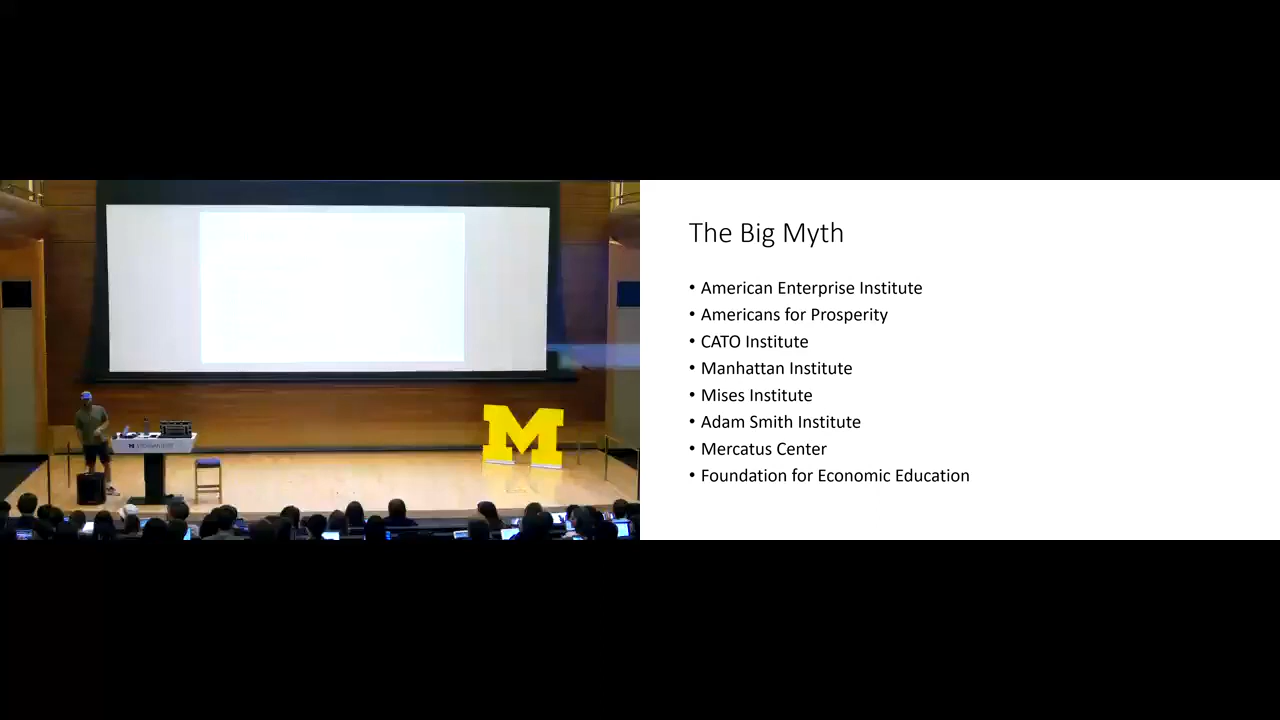 The Big Myth
• American Enterprise Institute
• Americans for Prosperity
• CATO Institute
• Manhattan Institute
• Mises Institute
• Adam Smith Institute
• Mercatus Center
• Foundation for Economic Education
M